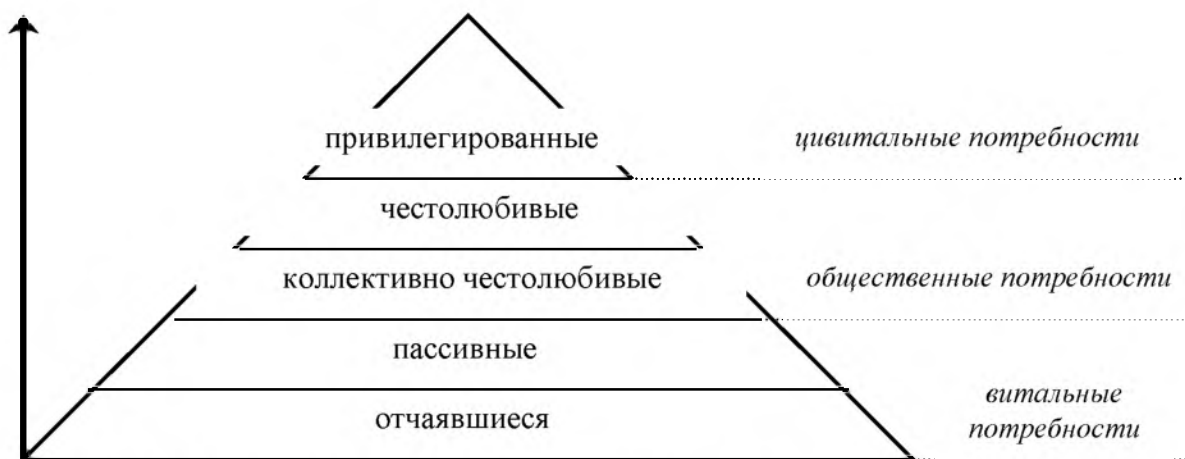 привилегированные
цивитальные потребности
честолюбивые
коллективно честолюбивые
общественные потребности
пассивные
отчаявшиеся
витальные
потребности